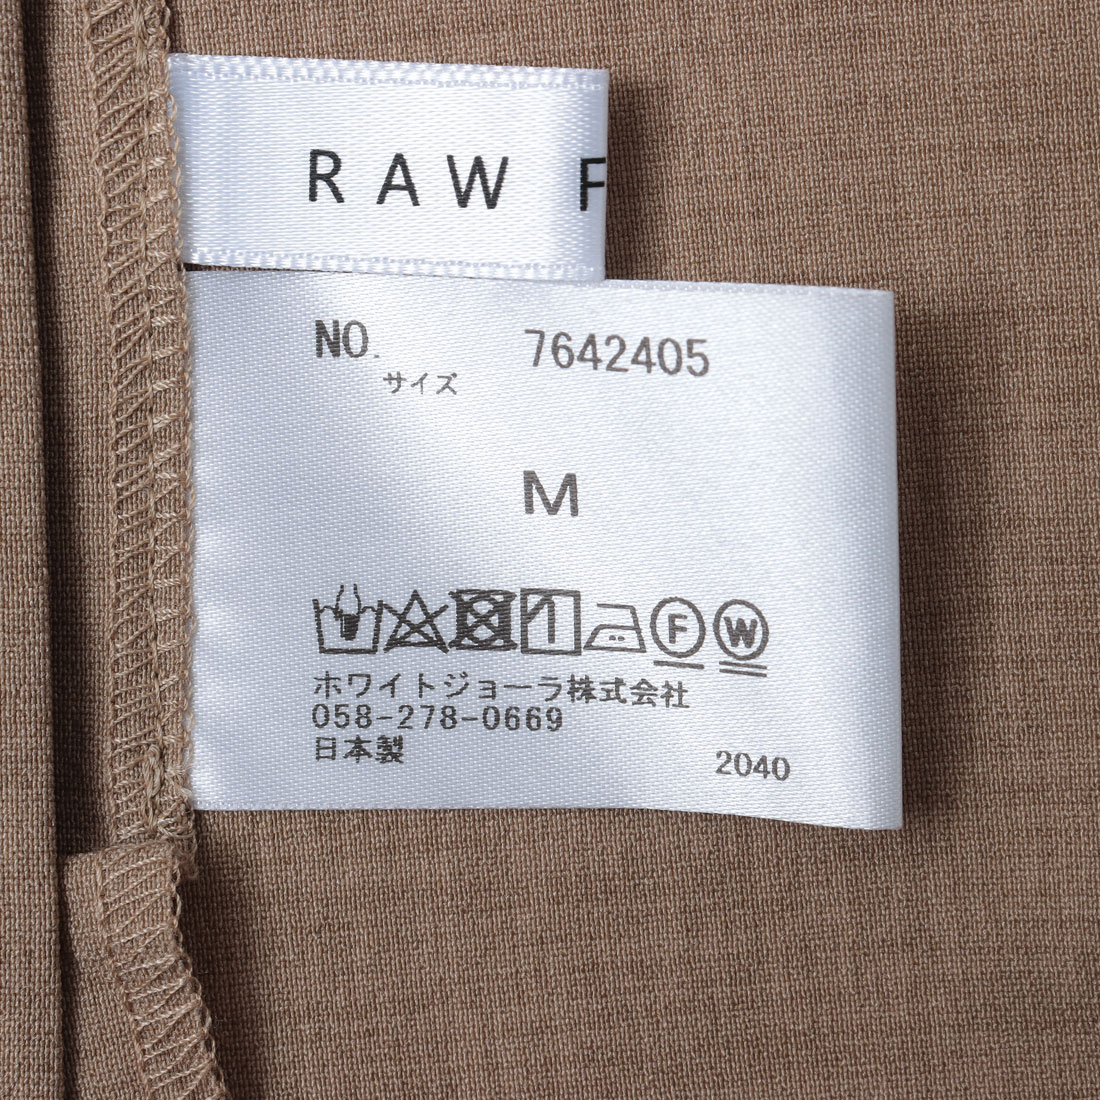 RAW F
NO. 7642405
サイズ
M
F W
ホワイトジョーラ株式会社
058-278-0669
日本製 2040